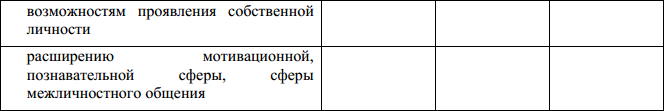 возможностям проявления собственной
личности
расширению мотивационной,
познавательной сферы, сферы
межличностного общения